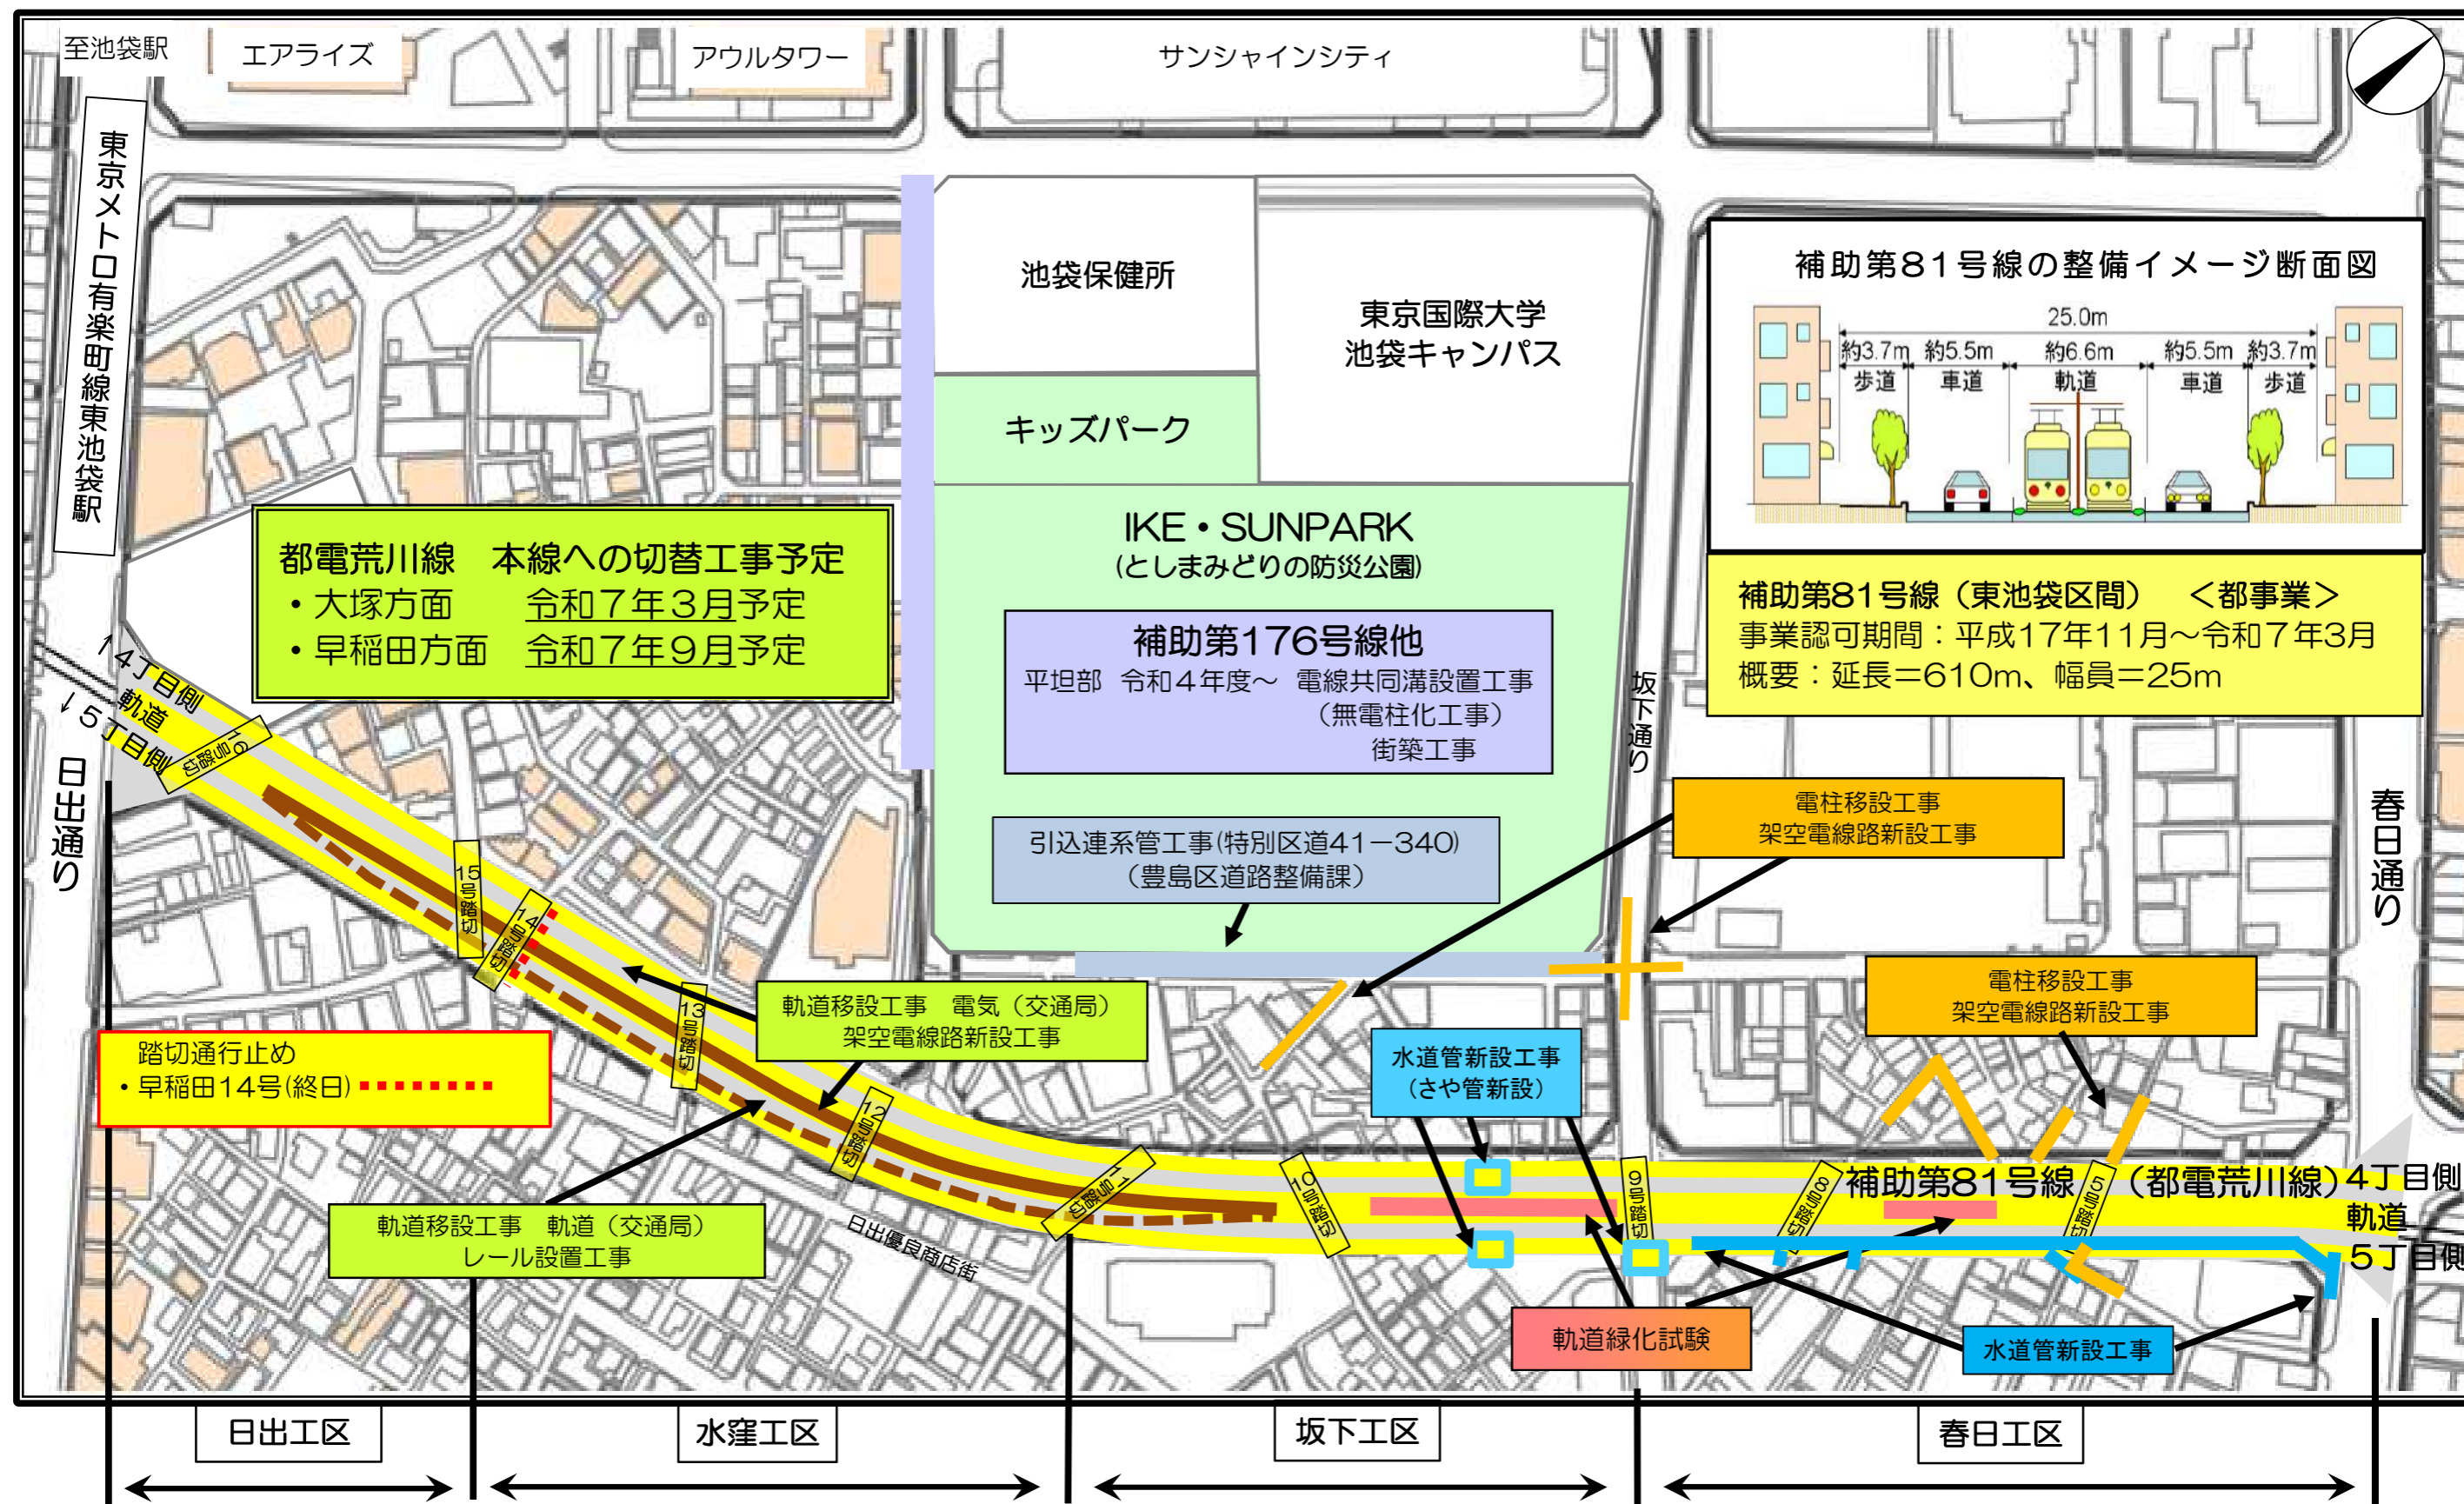 至池袋駅
エアライズ
アウルタワー
サンシャインシティ
東京メトロ有楽町線東池袋駅
池袋保健所
東京国際大学
池袋キャンパス
キッズパーク
IKE・SUNPARK
(としまみどりの防災公園)
補助第81号線の整備イメージ断面図
25.0m
約3.7m 約5.5m 約6.6m 約5.5m 約3.7m
歩道 車道 軌道 車道 歩道
補助第81号線（東池袋区間） ＜都事業＞
事業認可期間：平成17年11月～令和7年3月
概要：延長＝610m、幅員＝25m
都電荒川線 本線への切替工事予定
・大塚方面 令和7年3月予定
・早稲田方面 令和7年9月予定
補助第176号線他
平坦部 令和4年度～ 電線共同溝設置工事
（無電柱化工事）
街築工事
引込連系管工事(特別区道41－340)
（豊島区道路整備課）
坂下通り
電柱移設工事
架空電線路新設工事
春日通り
日出通り
↑4丁目側
軌道
↓5丁目側
16号踏切
15号踏切
14号踏切
13号踏切
12号踏切
11号踏切
10号踏切
9号踏切
8号踏切
5号踏切
軌道移設工事 電気（交通局）
架空電線路新設工事
電柱移設工事
架空電線路新設工事
水道管新設工事
（さや管新設）
踏切通行止め
・早稲田14号(終日)
軌道移設工事 軌道（交通局）
レール設置工事
日出優良商店街
補助第81号線 （都電荒川線）
4丁目側
軌道
5丁目側
軌道緑化試験
水道管新設工事
日出工区
水窪工区
坂下工区
春日工区